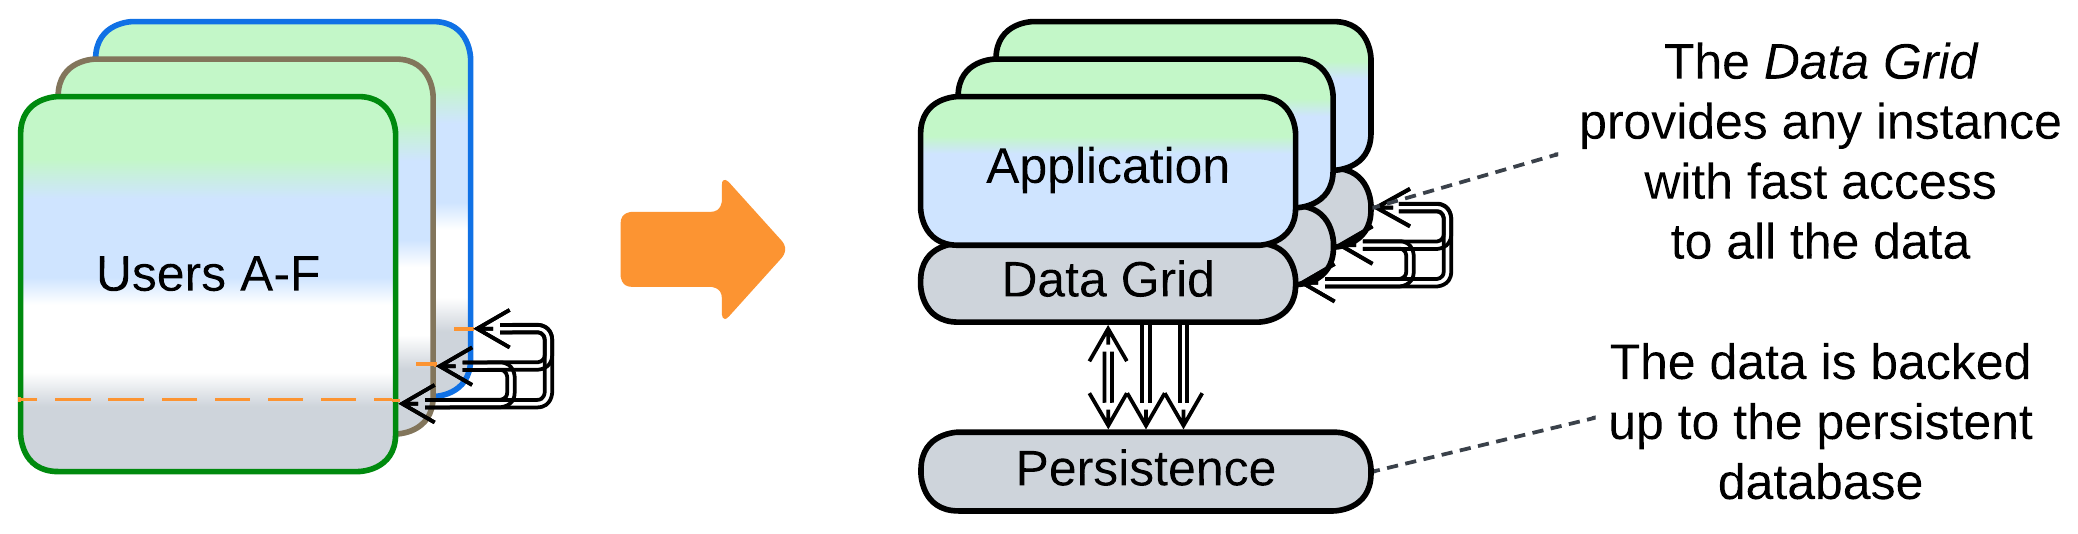 Users A-F
Application
Data Grid
Persistence
The Data Grid
provides any instance
with fast access
to all the data
The data is backed
up to the persistent
database